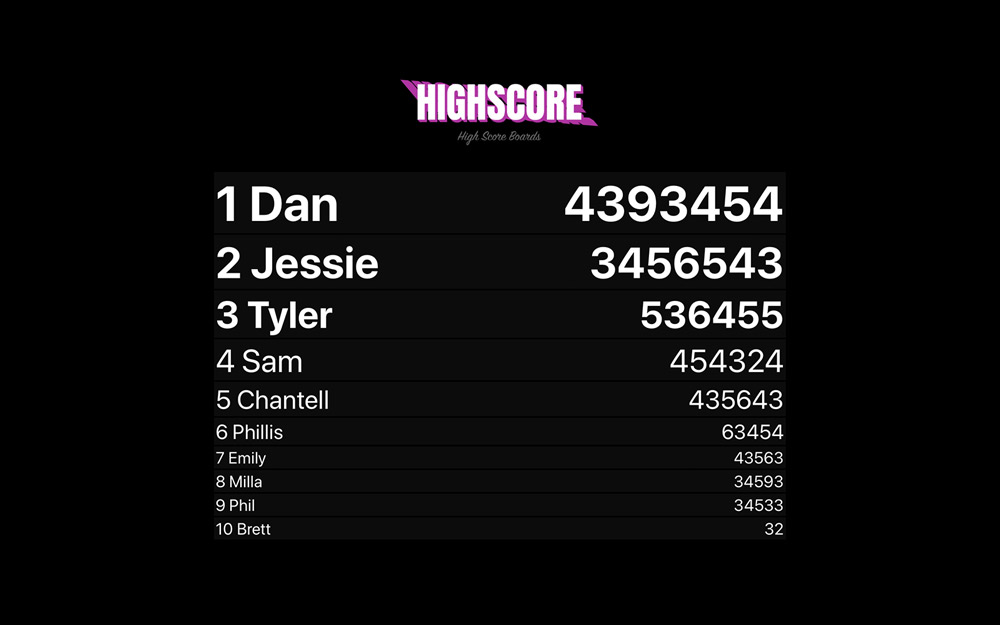 HIGHSCORE
High Score Boards
1 Dan 4393454
2 Jessie 3456543
3 Tyler 536455
4 Sam 454324
5 Chantell 435643
6 Phillis 63454
7 Emily 43563
8 Milla 34593
9 Phil 34533
10 Brett 32